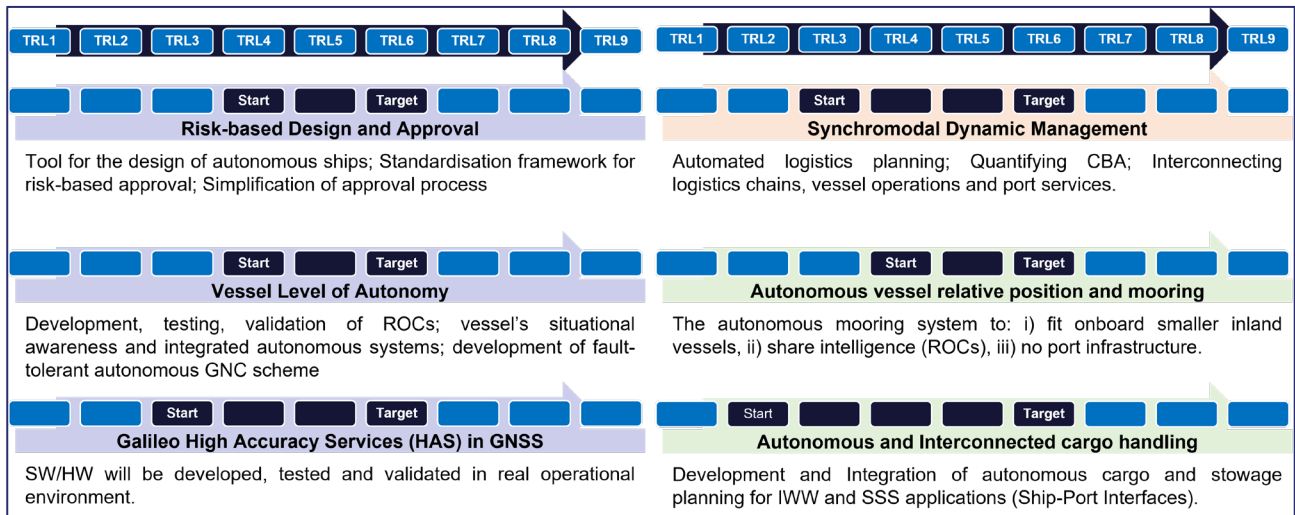 TRL1 TRL2 TRL3 TRL4 TRL5 TRL6 TRL7 TRL8 TRL9
Start Target
Risk-based Design and Approval
Tool for the design of autonomous ships; Standardisation framework for
risk-based approval; Simplification of approval process
Start Target
Vessel Level of Autonomy
Development, testing, validation of ROCs; vessel's situational
awareness and integrated autonomous systems; development of fault-
tolerant autonomous GNC scheme
Start Target
Galileo High Accuracy Services (HAS) in GNSS
SW/HW will be developed, tested and validated in real operational
environment.
TRL1 TRL2 TRL3 TRL4 TRL5 TRL6 TRL7 TRL8 TRL9
Start Target
Synchromodal Dynamic Management
Automated logistics planning; Quantifying CBA; Interconnecting
logistics chains, vessel operations and port services.
Start Target
Autonomous vessel relative position and mooring
The autonomous mooring system to: i) fit onboard smaller inland
vessels, ii) share intelligence (ROCs), iii) no port infrastructure.
Start Target
Autonomous and Interconnected cargo handling
Development and Integration of autonomous cargo and stowage
planning for IWW and SSS applications (Ship-Port Interfaces).